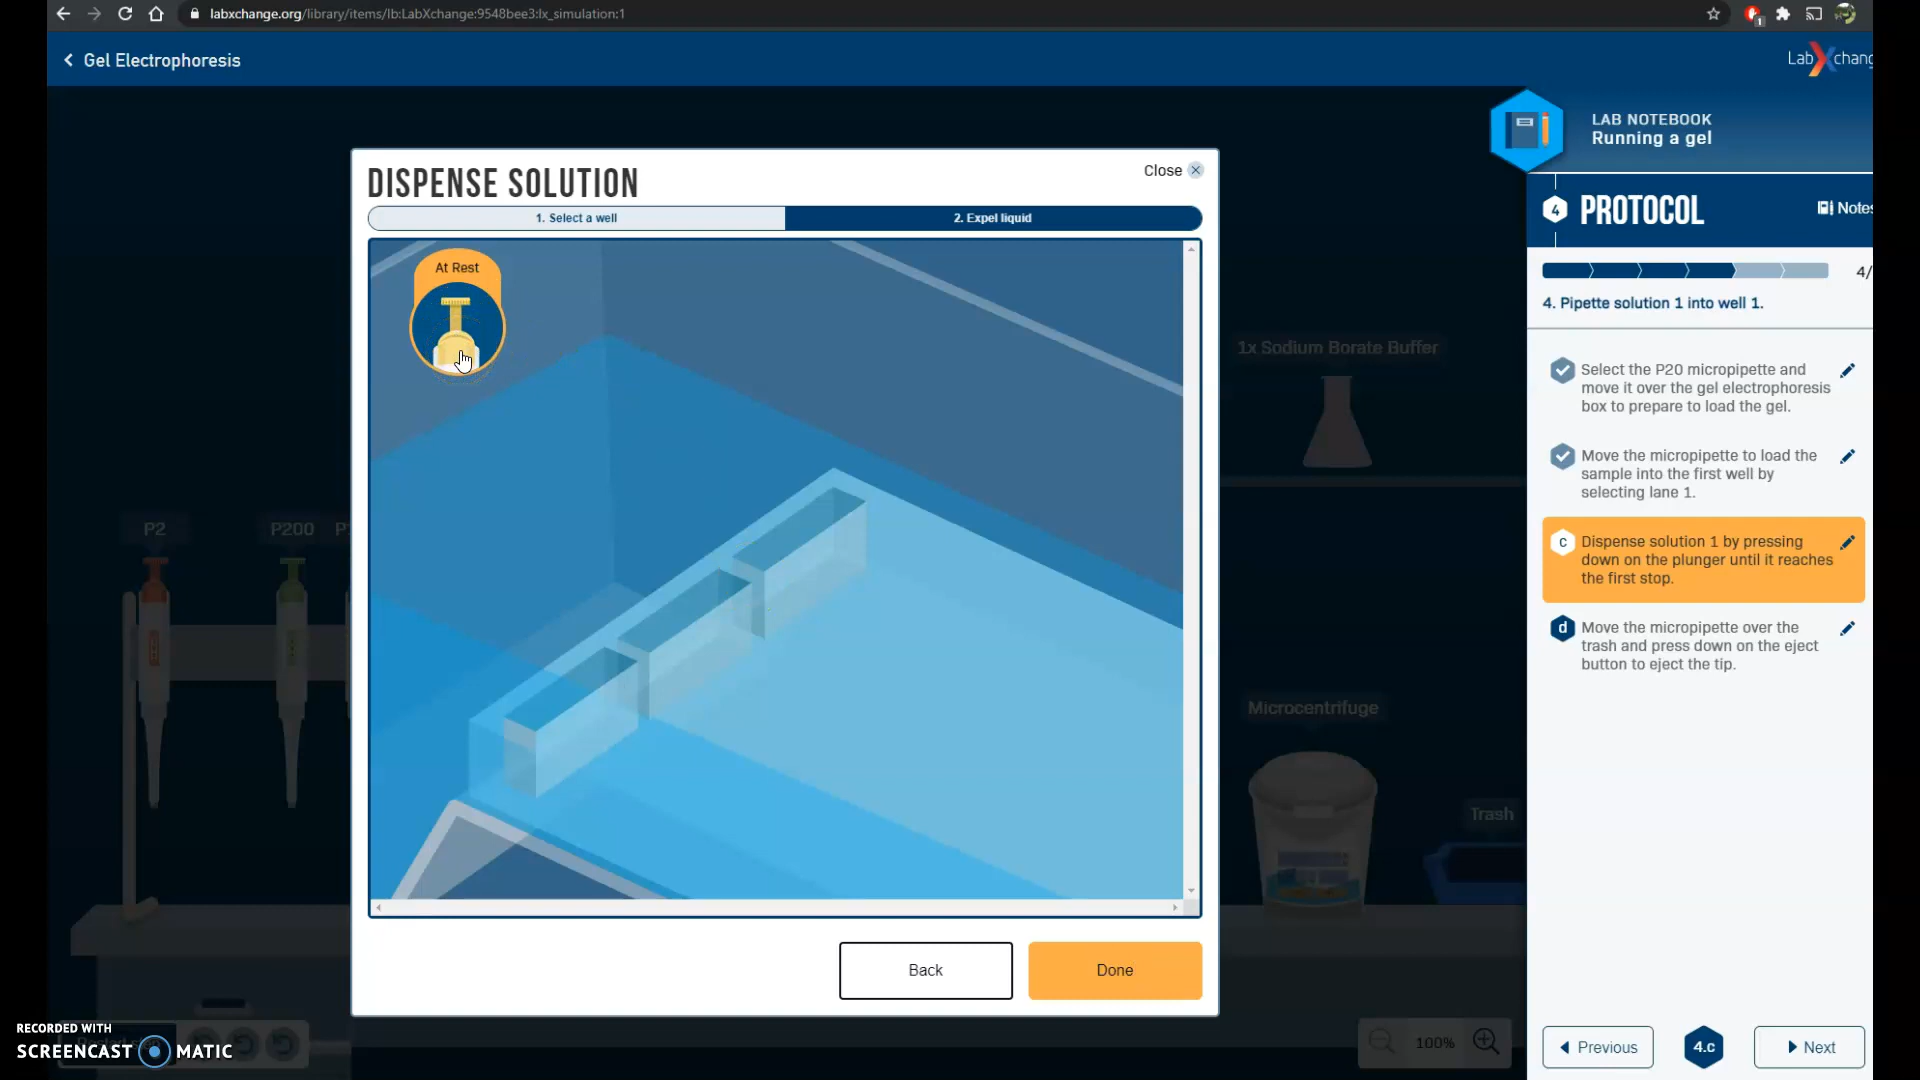 labxchange.org/library/items/lb:LabXchange:9548bee3:lx_simulation:1
Gel Electrophoresis
LabXchang
LAB NOTEBOOK
Running a gel
DISPENSE SOLUTION
Close
1. Select a well
2. Expel liquid
At Rest
4
PROTOCOL
Notes
4/
4. Pipette solution 1 into well 1.
Select the P20 micropipette and
move it over the gel electrophoresis
box to prepare to load the gel.
Move the micropipette to load the
sample into the first well by
selecting lane 1.
c
Dispense solution 1 by pressing
down on the plunger until it reaches
the first stop.
d
Move the micropipette over the
trash and press down on the eject
button to eject the tip.
1x Sodium Borate Buffer
P2
P200
Microcentrifuge
Trash
Back
Done
100%
Previous
4.c
Next
RECORDED WITH
SCREENCAST MATIC